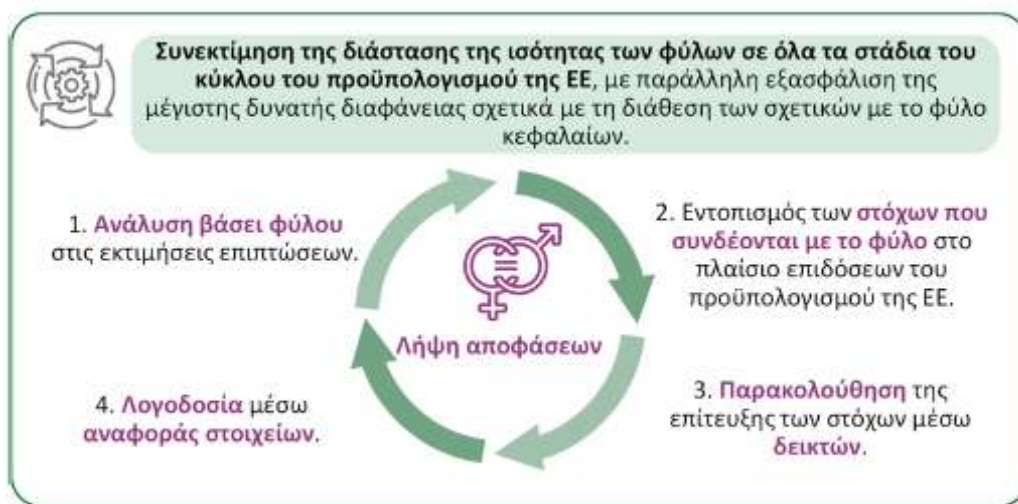 Συνεκτίμηση της διάστασης της ισότητας των φύλων σε όλα τα στάδια του
κύκλου του προϋπολογισμού της ΕΕ, με παράλληλη εξασφάλιση της
μέγιστης δυνατής διαφάνειας σχετικά με τη διάθεση των σχετικών με το φύλο
κεφαλαίων.
1. Ανάλυση βάσει φύλου
στις εκτιμήσεις επιπτώσεων.
2. Εντοπισμός των στόχων που
συνδέονται με το φύλο στο
πλαίσιο επιδόσεων του
προϋπολογισμού της ΕΕ.
Λήψη αποφάσεων
3. Παρακολούθηση της
επίτευξης των στόχων μέσω
δεικτών.
4. Λογοδοσία μέσω
αναφοράς στοιχείων.